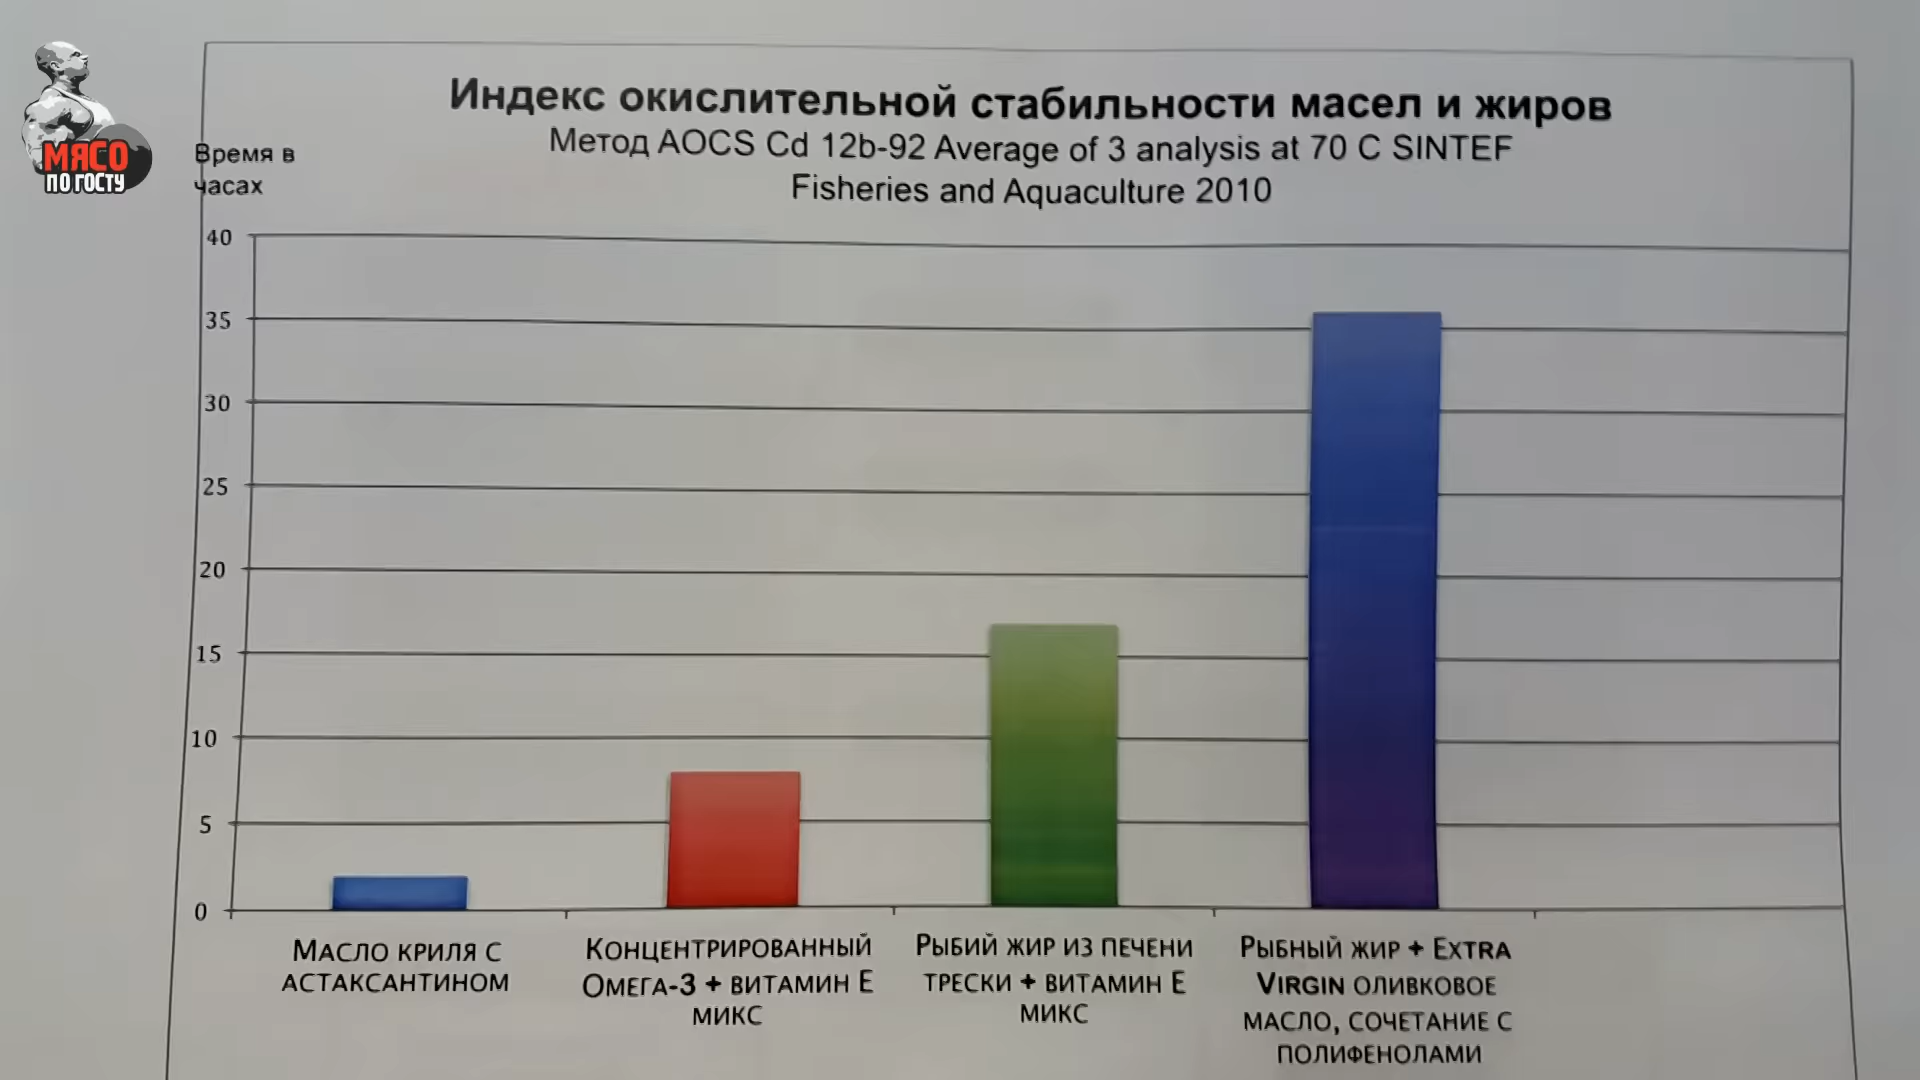 МЯСО
ПО ГОСТУ
Индекс окислительной стабильности масел и жиров
Метод AOCS Cd 12b-92 Average of 3 analysis at 70 C SINTEF
Fisheries and Aquaculture 2010
Время в
часах
40
35
30
25
20
15
10
5
0
Масло криля с
астаксантином
Концентрированный
Омега-3 + витамин Е
микс
Рыбий жир из печени
трески + витамин Е
микс
Рыбный жир + Extra
Virgin оливковое
масло, сочетание с
полифенолами